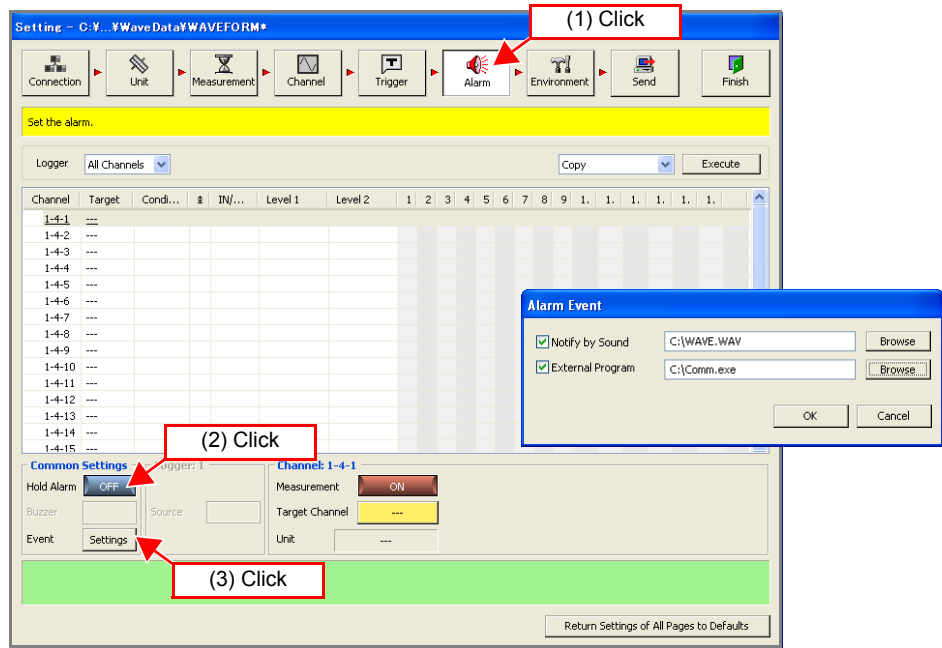 Setting - C:¥...¥WaveData¥WAVEFORM*
(1) Click
Connection
Unit
Measurement
Channel
Trigger
Alarm
Environment
Send
Finish
Set the alarm.
Logger All Channels Copy Execute
Channel Target Condi... IN/... Level 1 Level 2 1 2 3 4 5 6 7 8 9 1. 1. 1. 1. 1. 1.
1-4-1 ---
1-4-2 ---
1-4-3 ---
1-4-4 ---
1-4-5 ---
1-4-6 ---
1-4-7 ---
1-4-8 ---
1-4-9 ---
1-4-10 ---
1-4-11 ---
1-4-12 ---
1-4-13 ---
1-4-14 ---
1-4-15 ---
Alarm Event
Notify by Sound C:\WAVE.WAV Browse
External Program C:\Comm.exe Browse
OK Cancel
(2) Click
Common Settings
Hold Alarm OFF
Buzzer
Event Settings
Logger: 1
Source
Channel: 1-4-1
Measurement ON
Target Channel ---
Unit ---
(3) Click
Return Settings of All Pages to Defaults